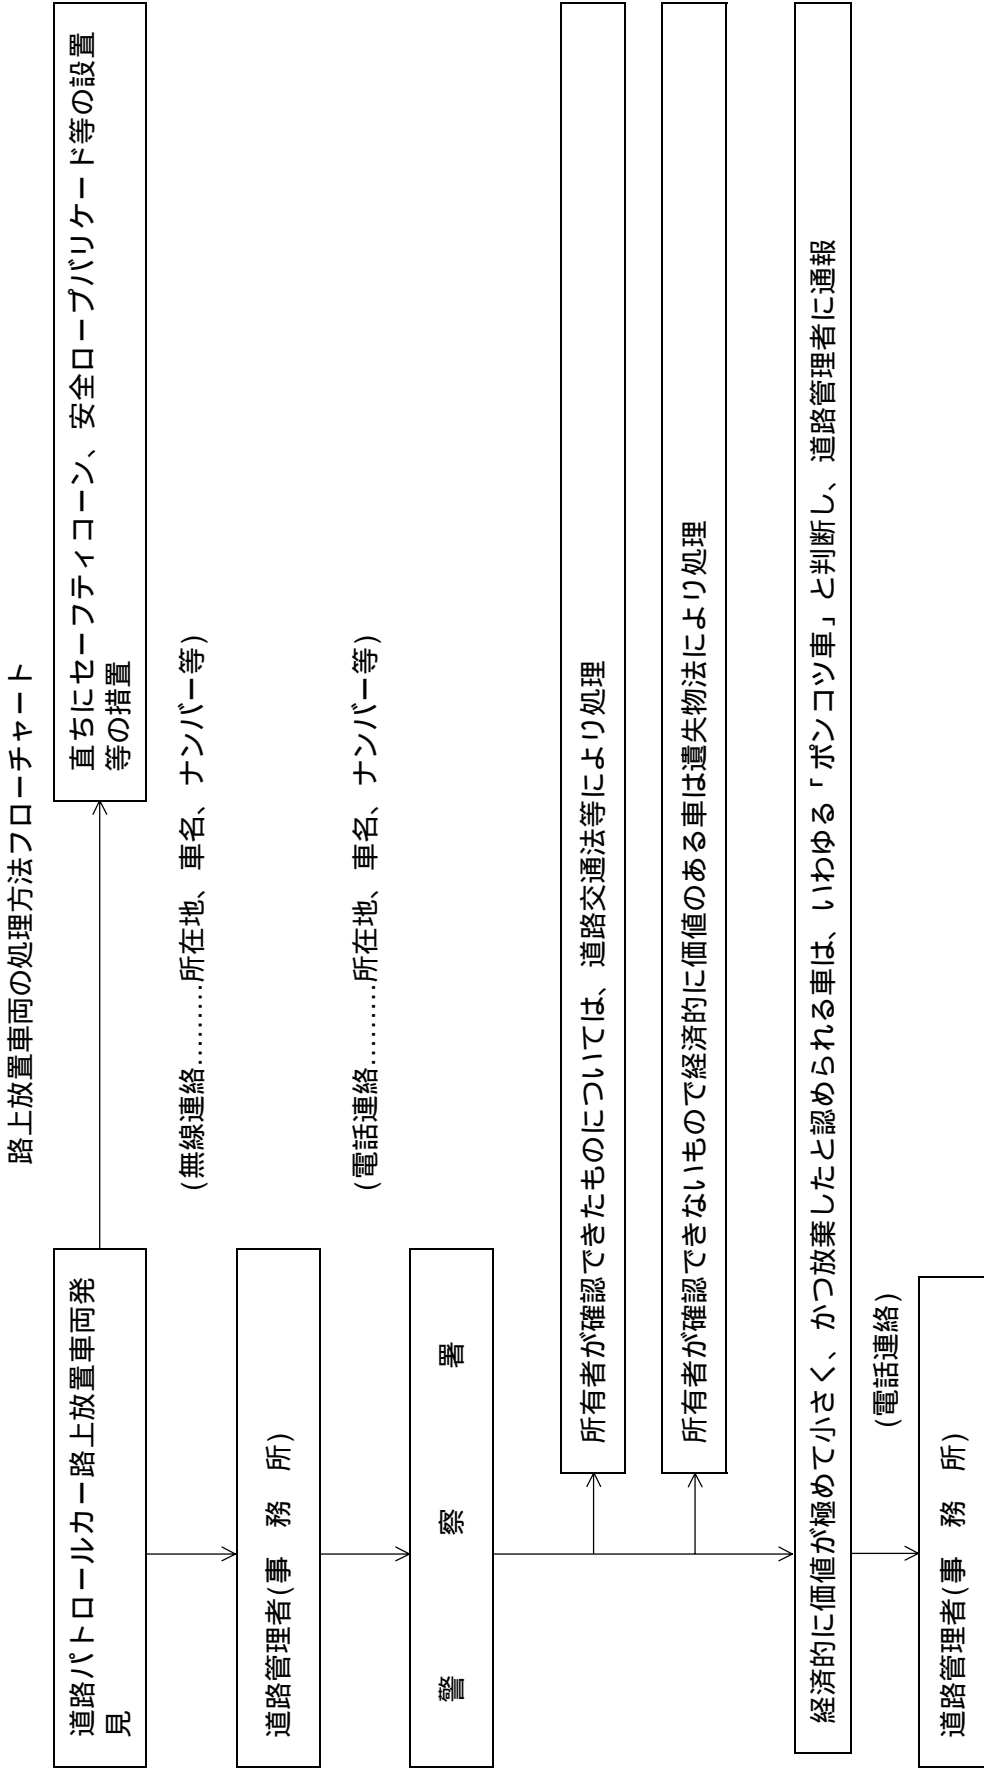 路上放置車両の処理方法フローチャート
道路パトロールカー路上放置車両発
見
直ちにセーフティコーン、安全ロープバリケード等の設置
等の措置
(無線連絡………所在地、車名、ナンバー等)
道路管理者(事　務　所)
(電話連絡………所在地、車名、ナンバー等)
警　察　署
所有者が確認できたものについては、道路交通法等により処理
所有者が確認できないもので経済的に価値のある車は遺失物法により処理
経済的に価値が極めて小さく、かつ放棄したと認められる車は、いわゆる「ポンコツ車」と判断し、道路管理者に通報
(電話連絡)
道路管理者(事　務　所)